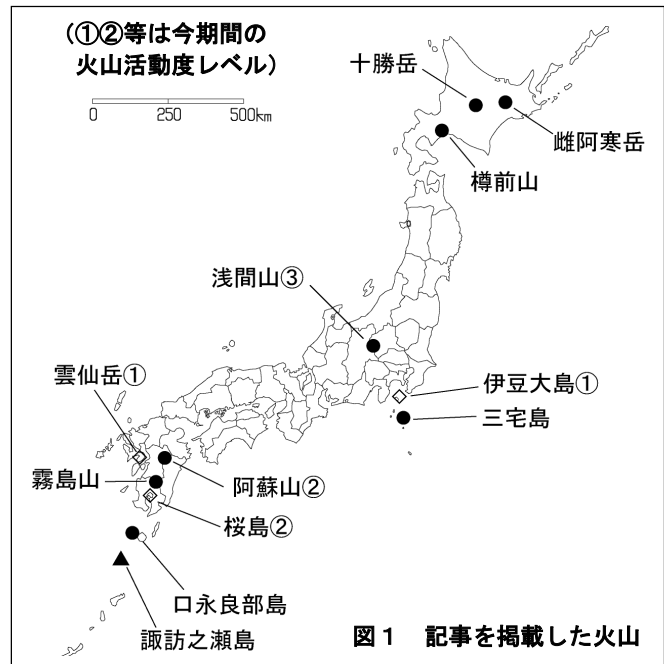 (①②等は今期間の
火山活動度レベル)
0 250 500km
十勝岳
雌阿寒岳
樽前山
浅間山③
雲仙岳①
伊豆大島①
三宅島
霧島山
阿蘇山②
桜島②
口永良部島
諏訪之瀬島
図1 記事を掲載した火山